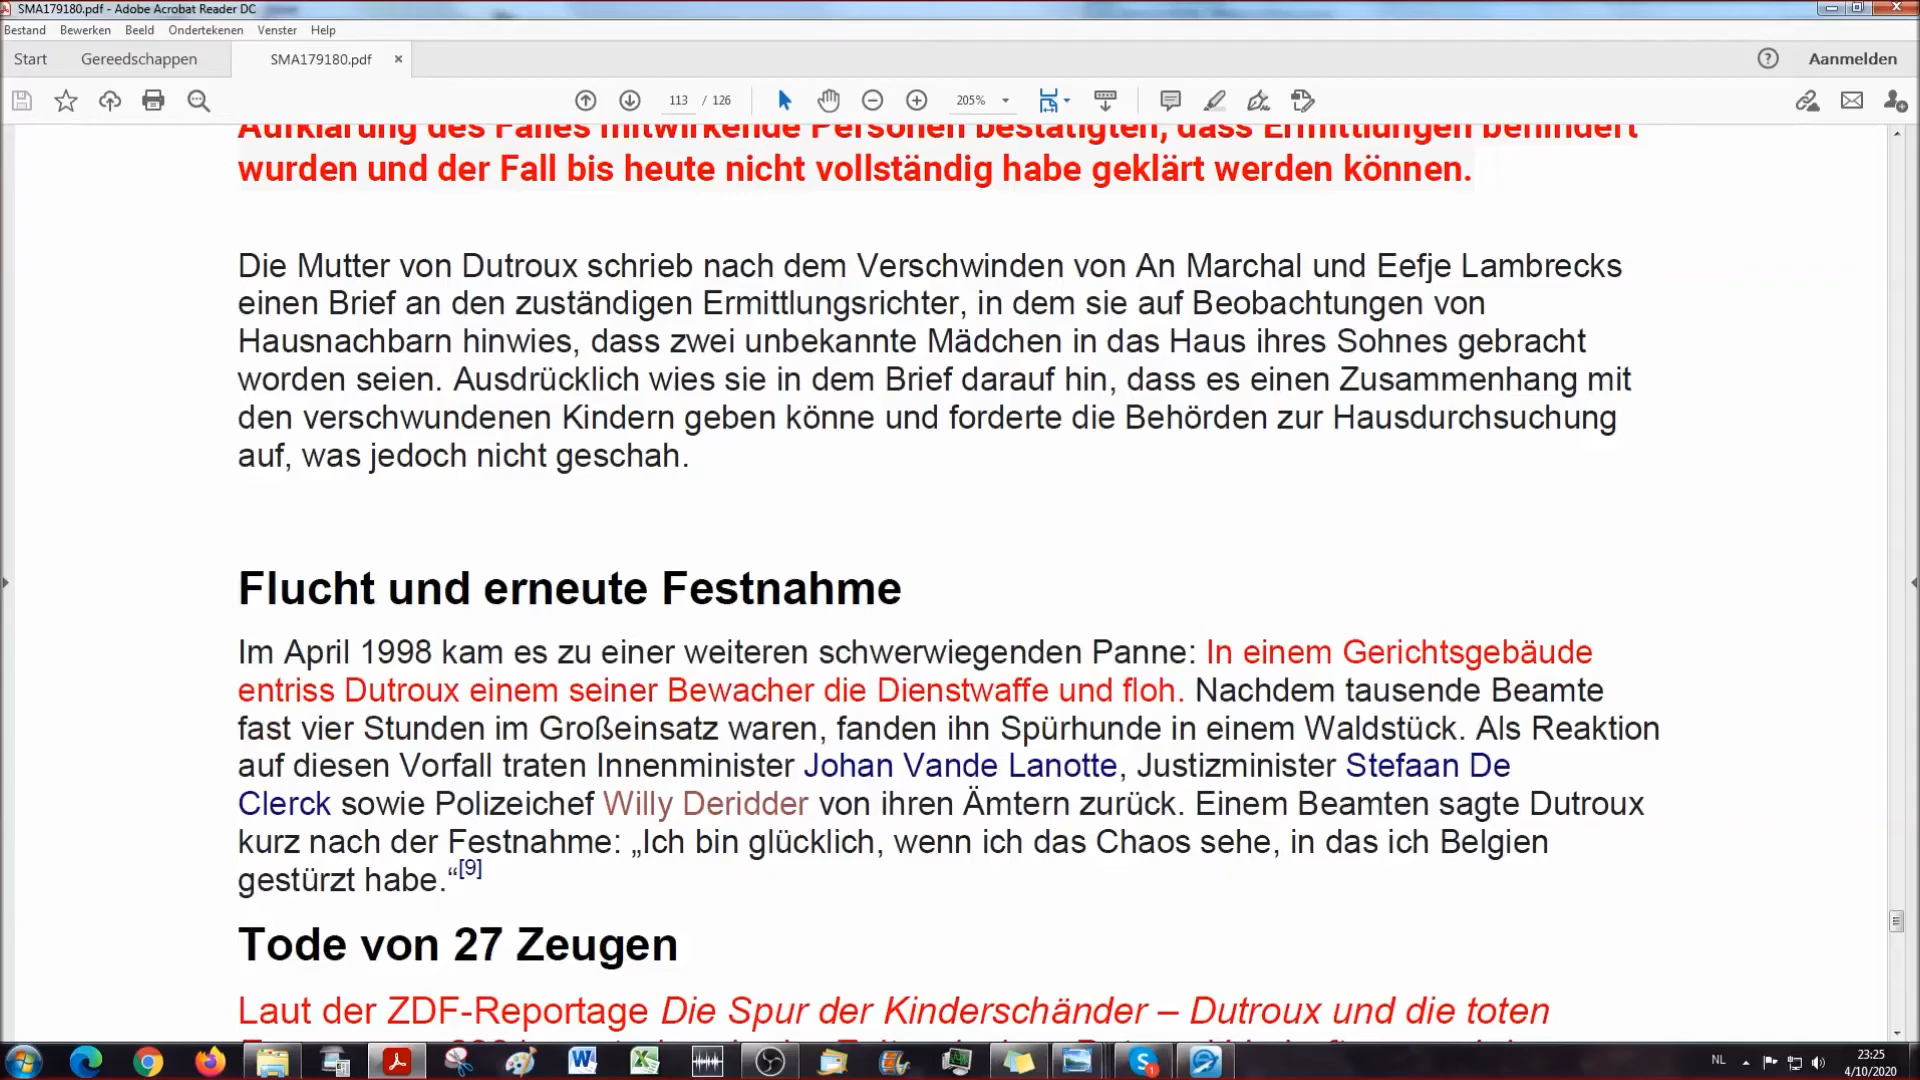 SMA179180.pdf - Adobe Acrobat Reader DC
Bestand Bewerken Beeld Ondertekenen Venster Help
Start Gereedschappen SMA179180.pdf × Aanmelden
113 / 126 205%
Aufklärung des Falles mitwirkende Personen bestätigten, dass Ermittlungen behindert
wurden und der Fall bis heute nicht vollständig habe geklärt werden können.
Die Mutter von Dutroux schrieb nach dem Verschwinden von An Marchal und Eefje Lambrecks
einen Brief an den zuständigen Ermittlungsrichter, in dem sie auf Beobachtungen von
Hausnachbarn hinwies, dass zwei unbekannte Mädchen in das Haus ihres Sohnes gebracht
worden seien. Ausdrücklich wies sie in dem Brief darauf hin, dass es einen Zusammenhang mit
den verschwundenen Kindern geben könne und forderte die Behörden zur Hausdurchsuchung
auf, was jedoch nicht geschah.
Flucht und erneute Festnahme
Im April 1998 kam es zu einer weiteren schwerwiegenden Panne: In einem Gerichtsgebäude
entriss Dutroux einem seiner Bewacher die Dienstwaffe und floh. Nachdem tausende Beamte
fast vier Stunden im Großeinsatz waren, fanden ihn Spürhunde in einem Waldstück. Als Reaktion
auf diesen Vorfall traten Innenminister Johan Vande Lanotte, Justizminister Stefaan De
Clerck sowie Polizeichef Willy Deridder von ihren Ämtern zurück. Einem Beamten sagte Dutroux
kurz nach der Festnahme: „Ich bin glücklich, wenn ich das Chaos sehe, in das ich Belgien
gestürzt habe.“[9]
Tode von 27 Zeugen
Laut der ZDF-Reportage Die Spur der Kinderschänder – Dutroux und die toten
NL 23:25
4/10/2020